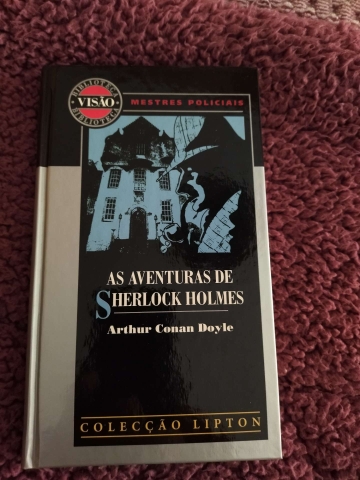 BIBLIOTECA
VISÃO
BIBLIOTECA
MESTRES POLICIAIS
AS AVENTURAS DE
SHERLOCK HOLMES
Arthur Conan Doyle
COLECÇÃO LIPTON